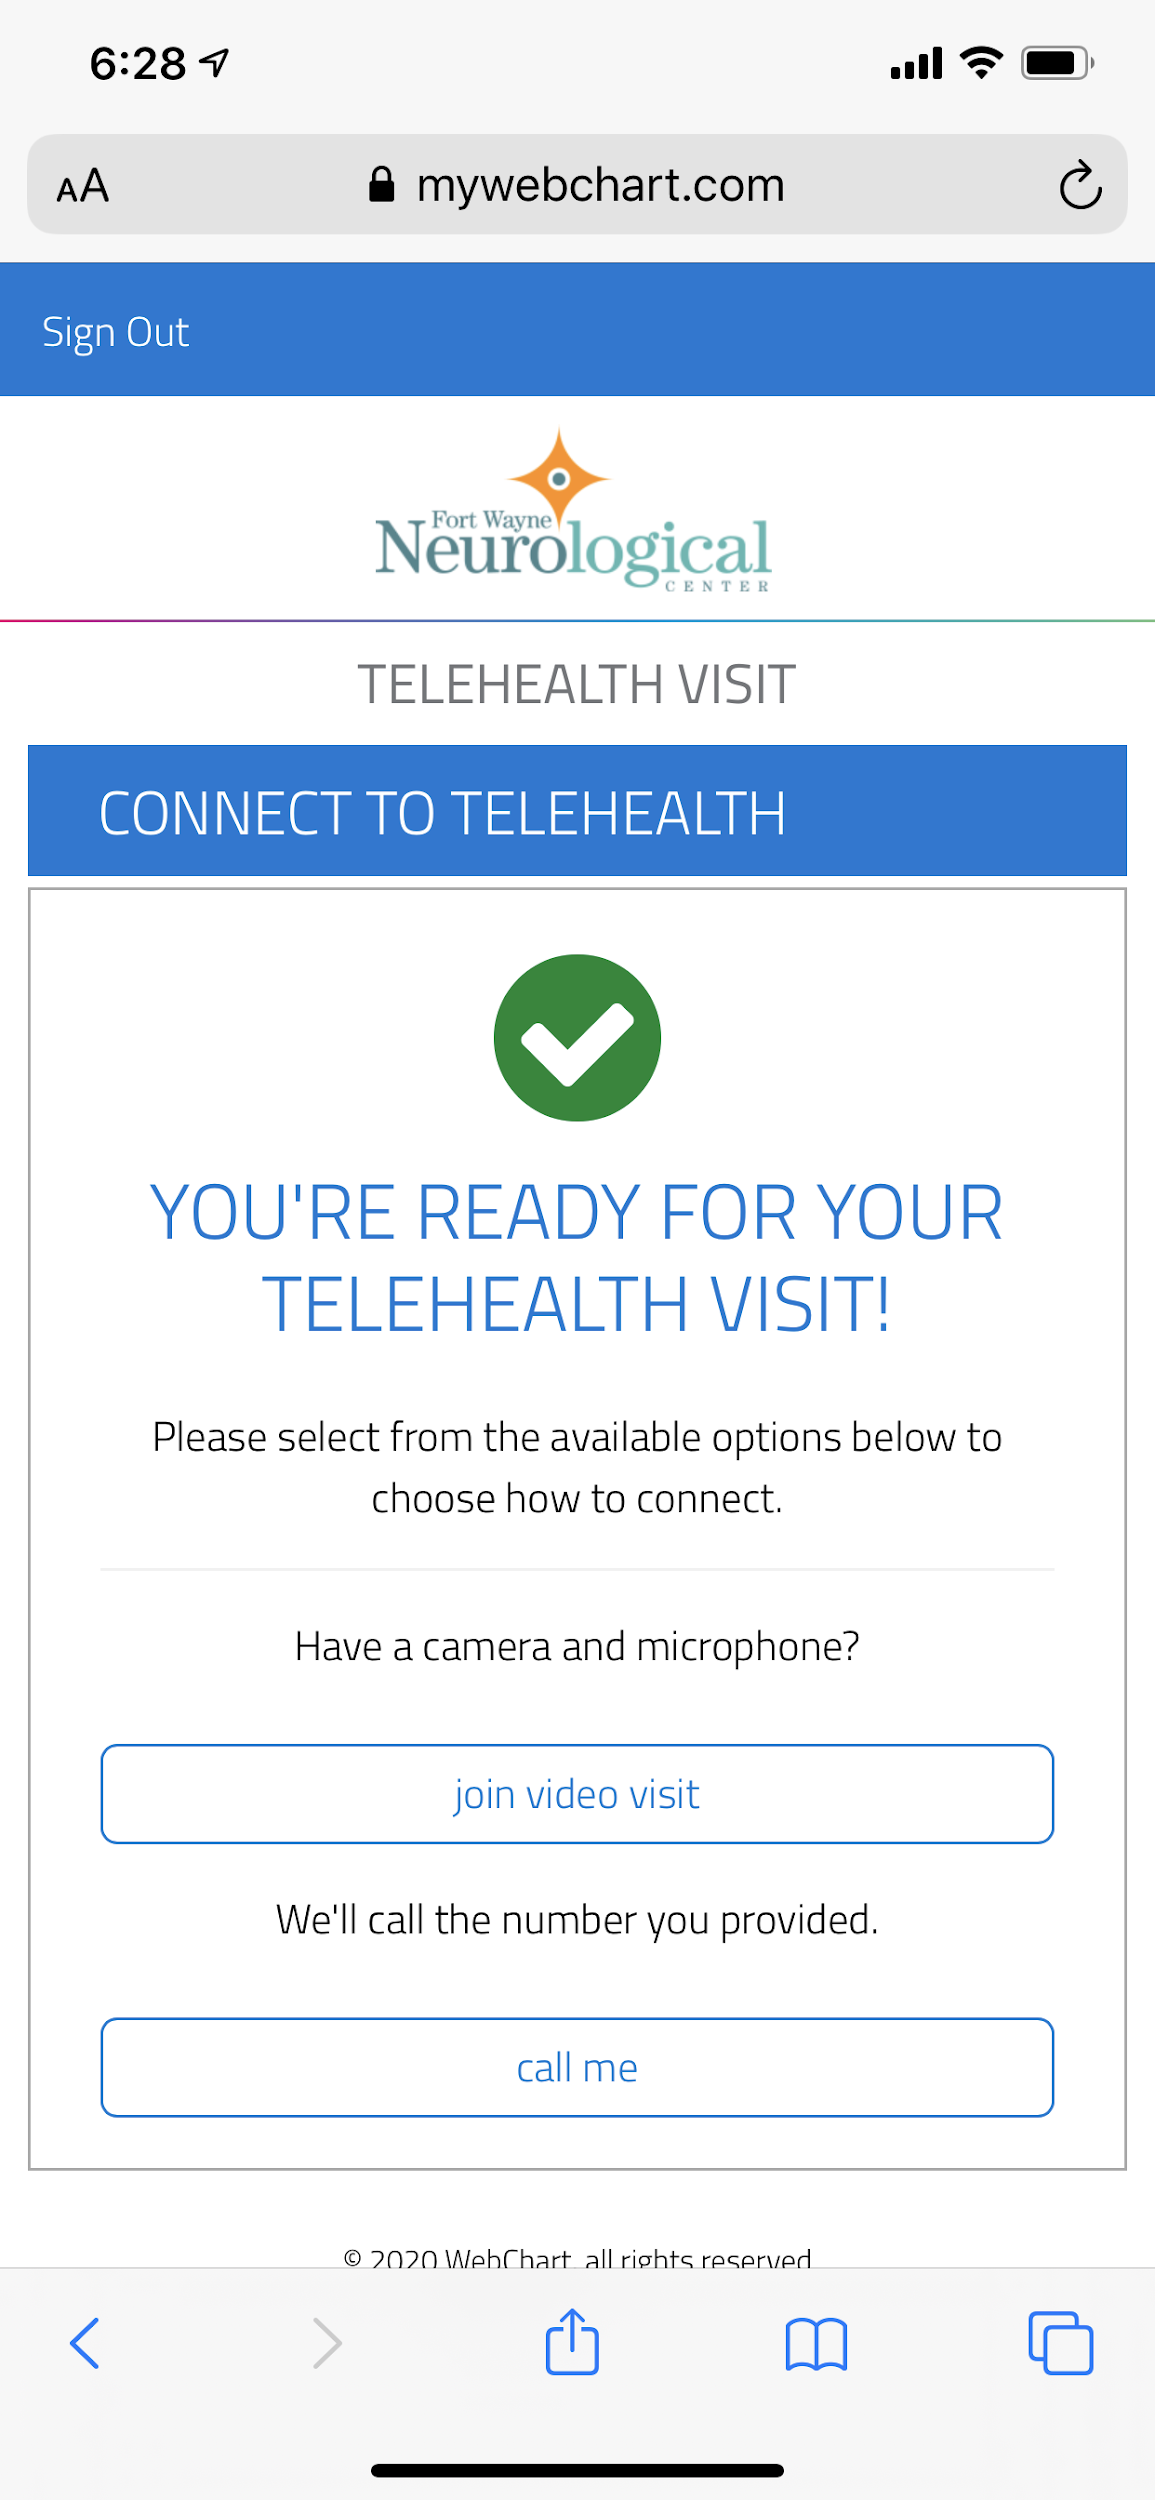 6:28
AA mywebchart.com
Sign Out
Fort Wayne
Neurological
CENTER
TELEHEALTH VISIT
CONNECT TO TELEHEALTH
YOU'RE READY FOR YOUR
TELEHEALTH VISIT!
Please select from the available options below to
choose how to connect.
Have a camera and microphone?
join video visit
We'll call the number you provided.
call me
© 2020 WebChart, all rights reserved